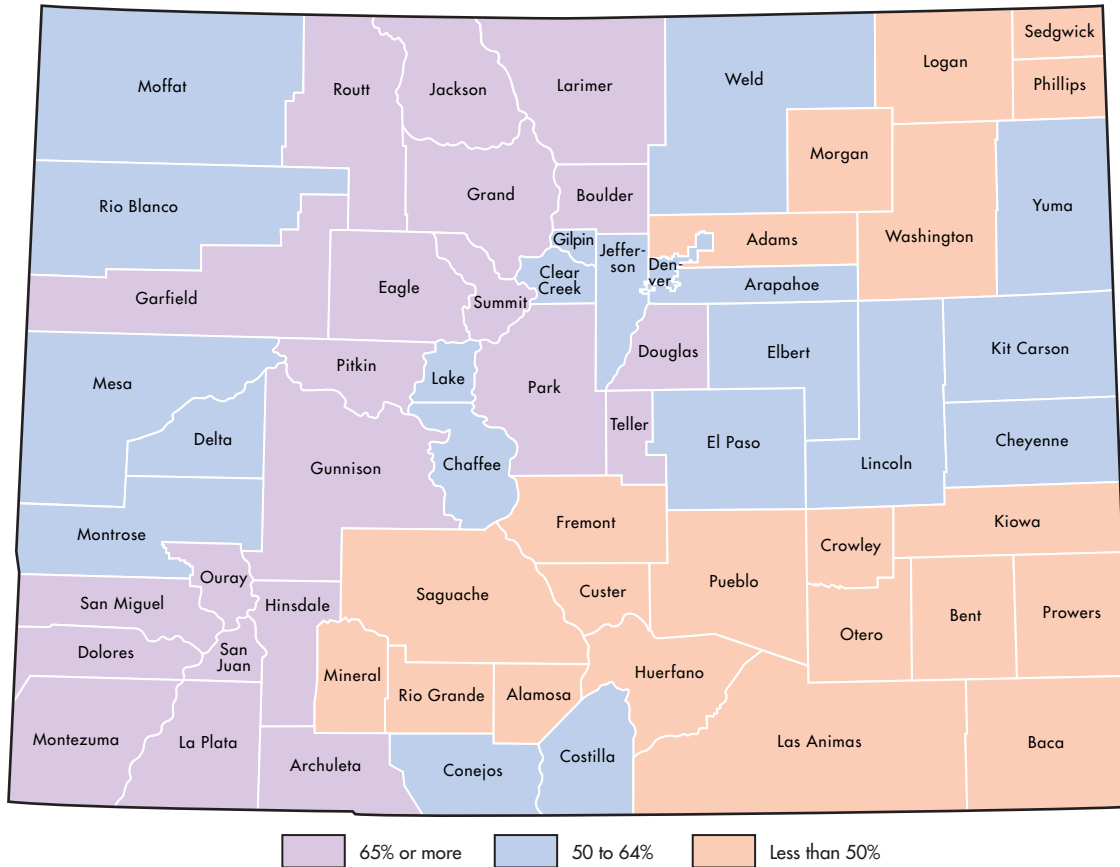 Sedgwick
Logan
Moffat
Routt
Jackson
Larimer
Weld
Phillips
Morgan
Rio Blanco
Grand
Boulder
Yuma
Washington
Gilpin
Jeffer-
son
Adams
Clear
Creek
Den-
ver
Arapahoe
Garfield
Eagle
Summit
Mesa
Pitkin
Lake
Park
Douglas
Elbert
Kit Carson
Delta
Gunnison
Chaffee
Teller
El Paso
Lincoln
Cheyenne
Montrose
Fremont
Crowley
Kiowa
Ouray
San Miguel
Hinsdale
Saguache
Custer
Pueblo
Otero
Bent
Prowers
Dolores
San
Juan
Mineral
Rio Grande
Alamosa
Huerfano
Montezuma
La Plata
Archuleta
Conejos
Costilla
Las Animas
Baca
65% or more
50 to 64%
Less than 50%